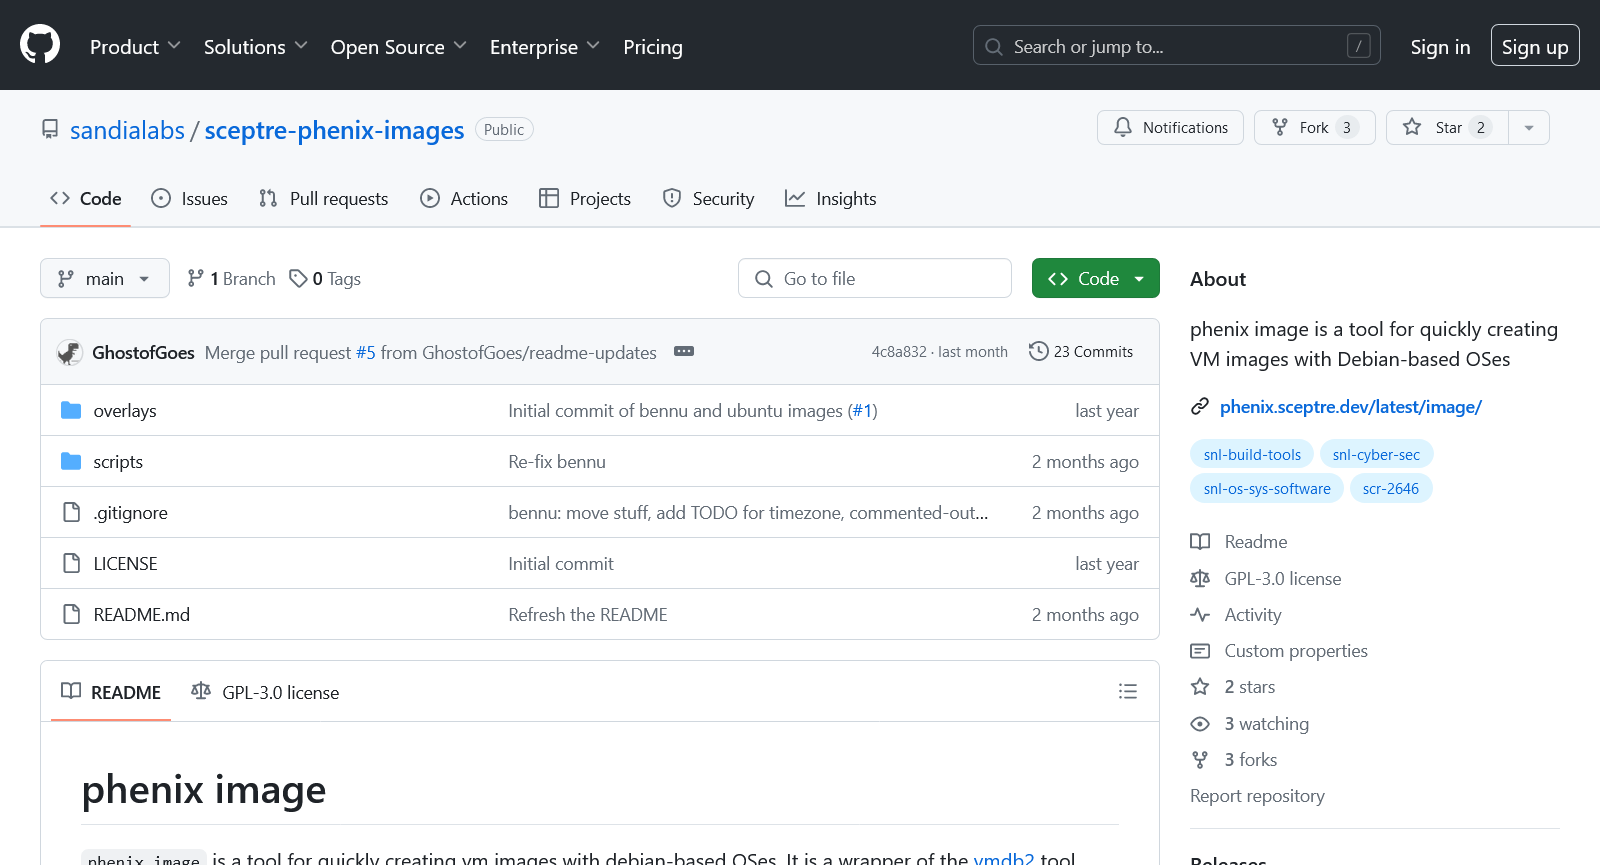 Product Solutions Open Source Enterprise Pricing Search or jump to... / Sign in Sign up
sandialabs / sceptre-phenix-images Public Notifications Fork 3 Star 2
Code Issues Pull requests Actions Projects Security Insights
main 1 Branch 0 Tags Go to file Code
GhostofGoes Merge pull request #5 from GhostofGoes/readme-updates 4c8a832 · last month 23 Commits
overlays Initial commit of bennu and ubuntu images (#1) last year
scripts Re-fix bennu 2 months ago
.gitignore bennu: move stuff, add TODO for timezone, commented-out... 2 months ago
LICENSE Initial commit last year
README.md Refresh the README 2 months ago
README GPL-3.0 license
phenix image
phenix image is a tool for quickly creating vm images with debian-based OSes. It is a wrapper of the vmdb2 tool
About
phenix image is a tool for quickly creating
VM images with Debian-based OSes
phenix.sceptre.dev/latest/image/
snl-build-tools snl-cyber-sec
snl-os-sys-software scr-2646
Readme
GPL-3.0 license
Activity
Custom properties
2 stars
3 watching
3 forks
Report repository
Releases